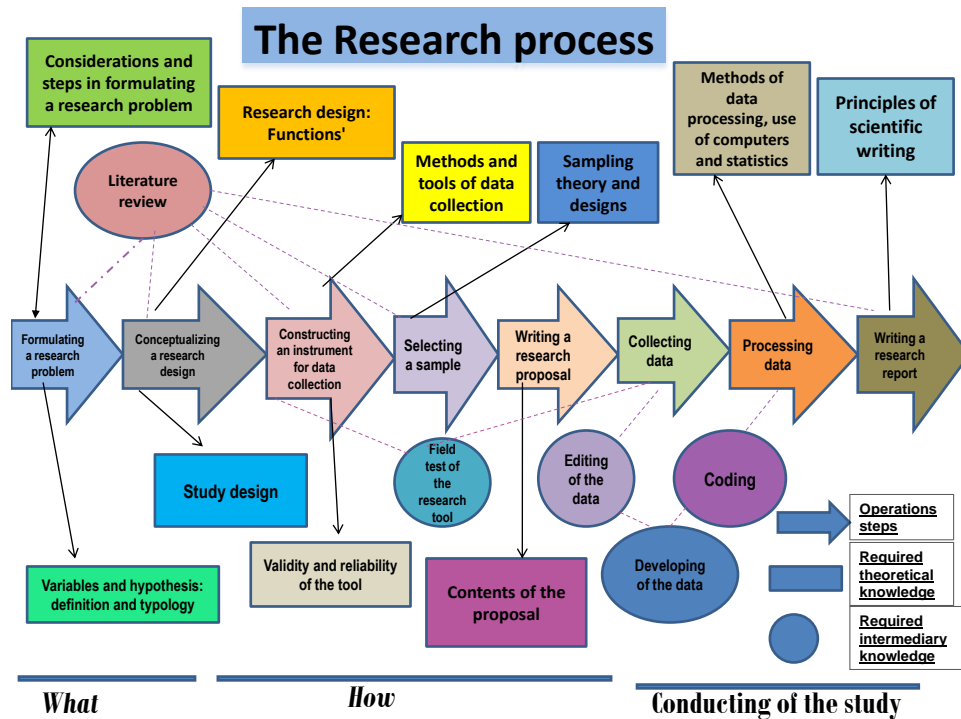 The Research process
Considerations and
steps in formulating
a research problem
Research design:
Functions'
Methods and
tools of data
collection
Sampling
theory and
designs
Methods of
data
processing, use
of computers
and statistics
Principles of
scientific
writing
Literature
review
Formulating
a research
problem
Conceptualizing
a research
design
Constructing
an instrument
for data
collection
Selecting
a sample
Writing a
research
proposal
Collecting
data
Processing
data
Writing a
research
report
Field
test of
the
research
tool
Editing
of the
data
Coding
Developing
of the data
Study design
Validity and reliability
of the tool
Contents of the
proposal
Variables and hypothesis:
definition and typology
Operations
steps
Required
theoretical
knowledge
Required
intermediary
knowledge
What
How
Conducting of the study